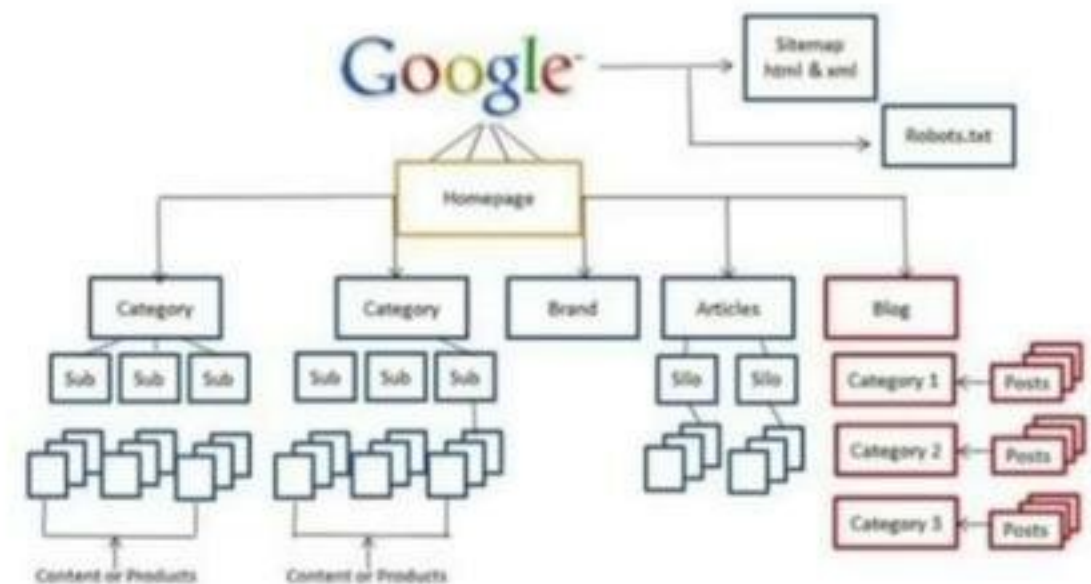 Google
Sitemap
html & xml
Robots.txt
Homepage
Category
Category
Brand
Articles
Blog
Sub
Sub
Sub
Sub
Sub
Sub
Silo
Silo
Category 1
Posts
Category 2
Posts
Category 3
Posts
Content or Products
Content or Products